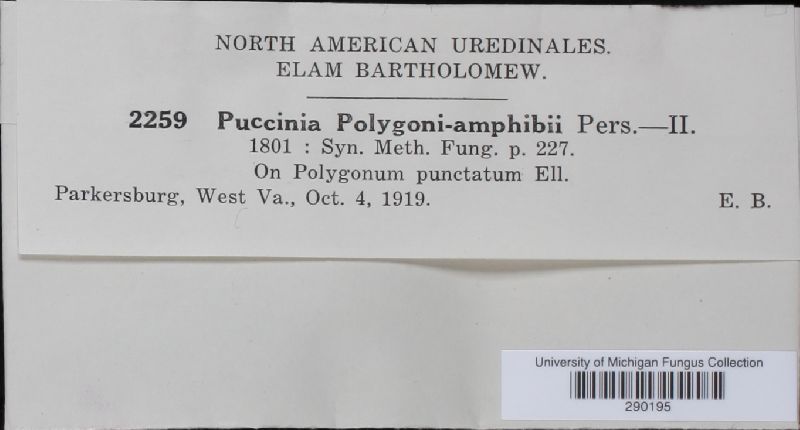 NORTH AMERICAN UREDINALES.
ELAM BARTHOLOMEW.
2259 Puccinia Polygoni-amphibii Pers.—II.
1801 : Syn. Meth. Fung. p. 227.
On Polygonum punctatum Ell.
Parkersburg, West Va., Oct. 4, 1919. E. B.
University of Michigan Fungus Collection
290195